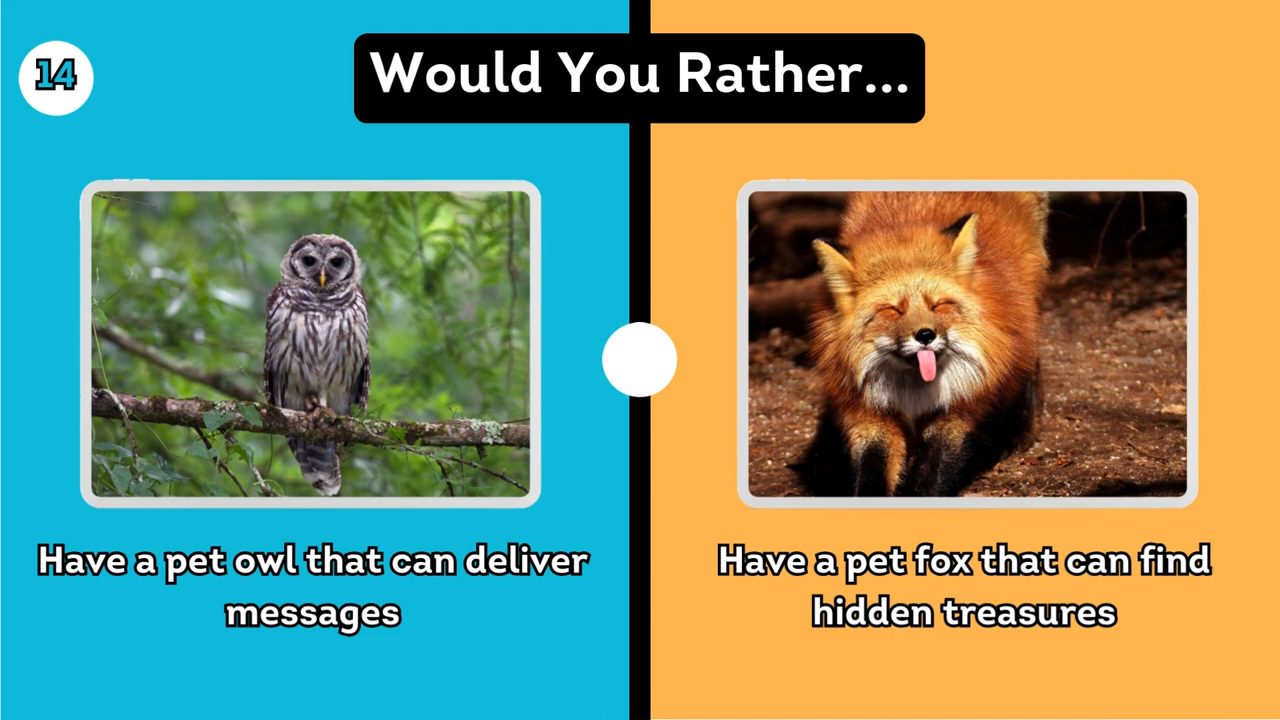 14
Would You Rather...
Have a pet owl that can deliver
messages
Have a pet fox that can find
hidden treasures